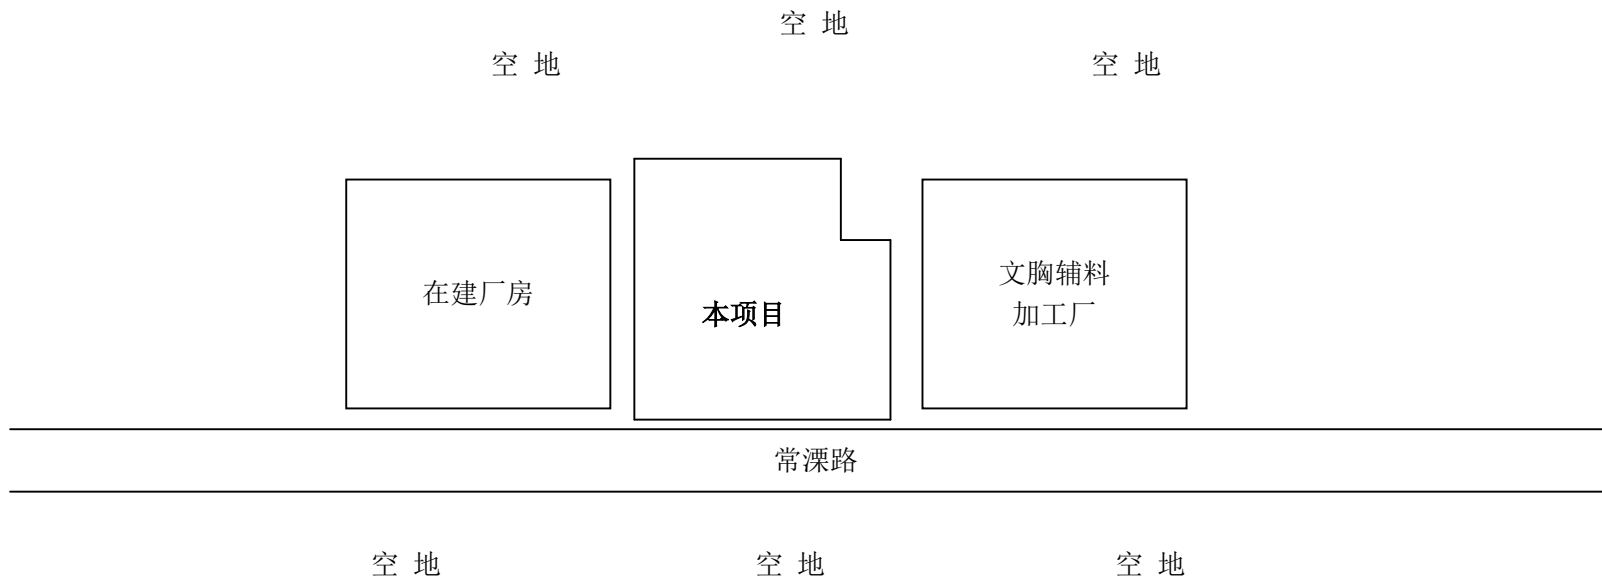 空 地
空 地
空 地
在建厂房
本项目
文胸辅料
加工厂
常溧路
空 地
空 地
空 地